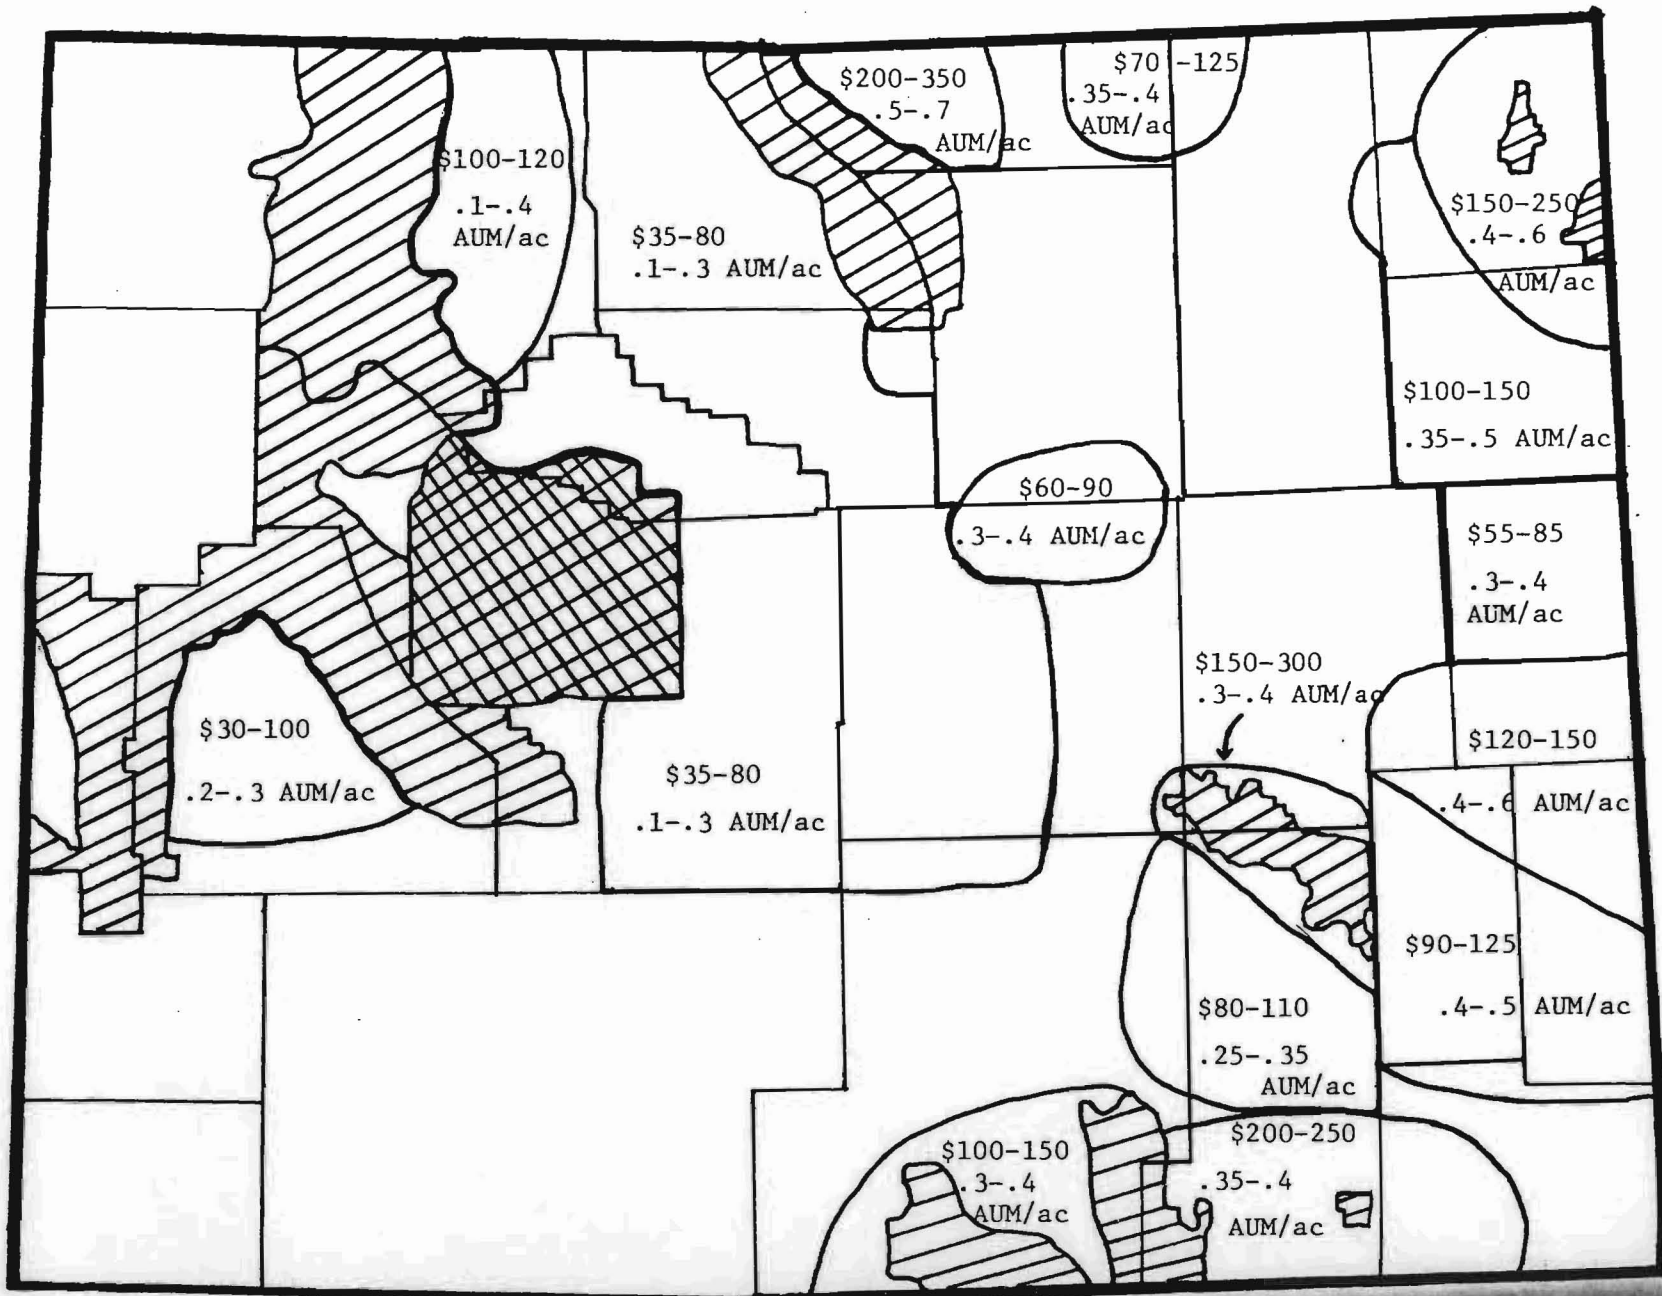 $200-350
.5-.7
AUM/ac
$70-125
.35-.4
AUM/ac
$100-120
.1-.4
AUM/ac
$35-80
.1-.3 AUM/ac
$150-250
.4-.6
AUM/ac
$100-150
.35-.5 AUM/ac
$60-90
.3-.4 AUM/ac
$55-85
.3-.4
AUM/ac
$150-300
.3-.4 AUM/ac
$30-100
.2-.3 AUM/ac
$35-80
.1-.3 AUM/ac
$120-150
.4-.6 AUM/ac
$90-125
.4-.5 AUM/ac
$80-110
.25-.35
AUM/ac
$100-150
.3-.4
AUM/ac
$200-250
.35-.4
AUM/ac